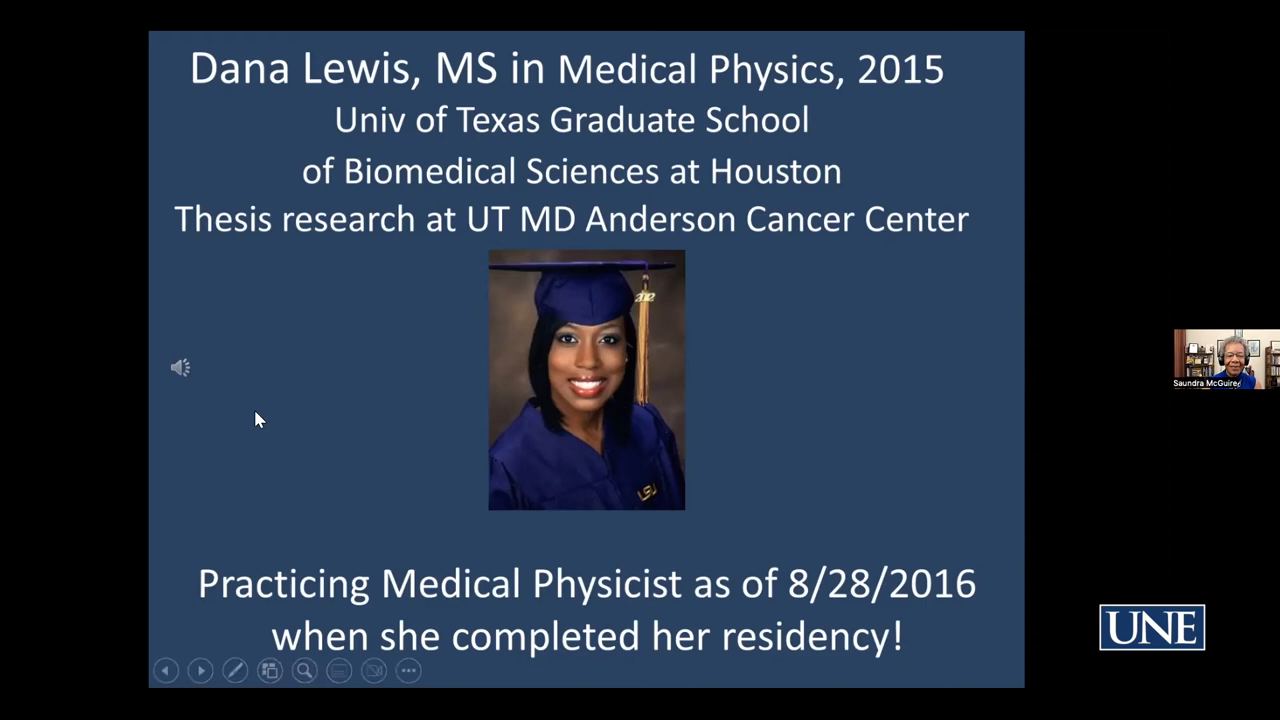 Dana Lewis, MS in Medical Physics, 2015
Univ of Texas Graduate School
of Biomedical Sciences at Houston
Thesis research at UT MD Anderson Cancer Center
LSU
Practicing Medical Physicist as of 8/28/2016
when she completed her residency!
Saundra McGuire
UNE